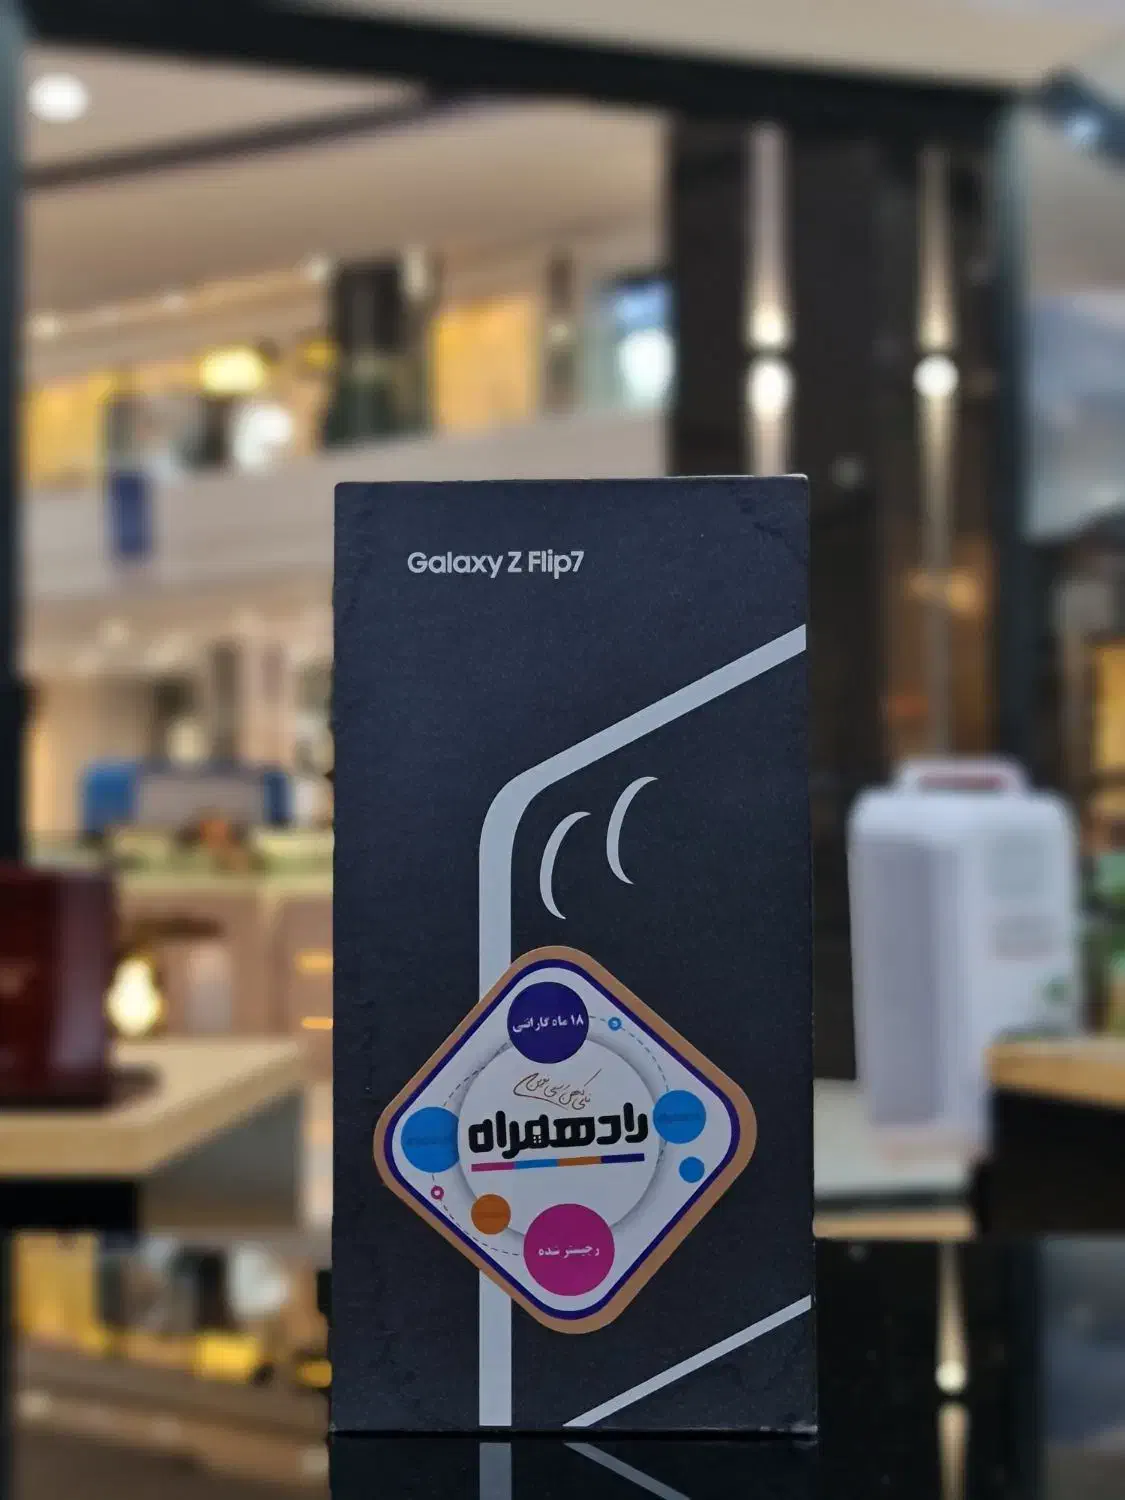 Galaxy Z Flip7
۱۸ ماه گارانتی
رادهمراه
رجیستر شده